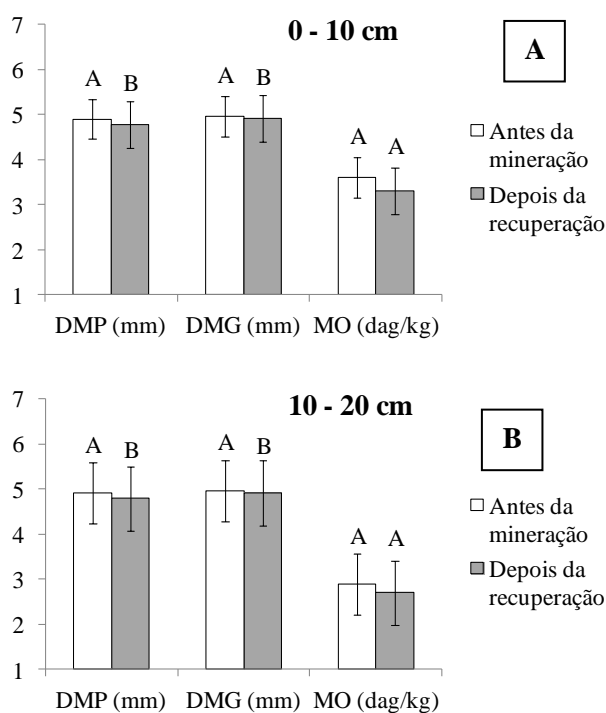 0 - 10 cm
A
7
6
5
4
3
2
1
A B A B A A
DMP (mm) DMG (mm) MO (dag/kg)
Antes da
mineração
Depois da
recuperação
10 - 20 cm
B
7
6
5
4
3
2
1
A B A B A A
DMP (mm) DMG (mm) MO (dag/kg)
Antes da
mineração
Depois da
recuperação